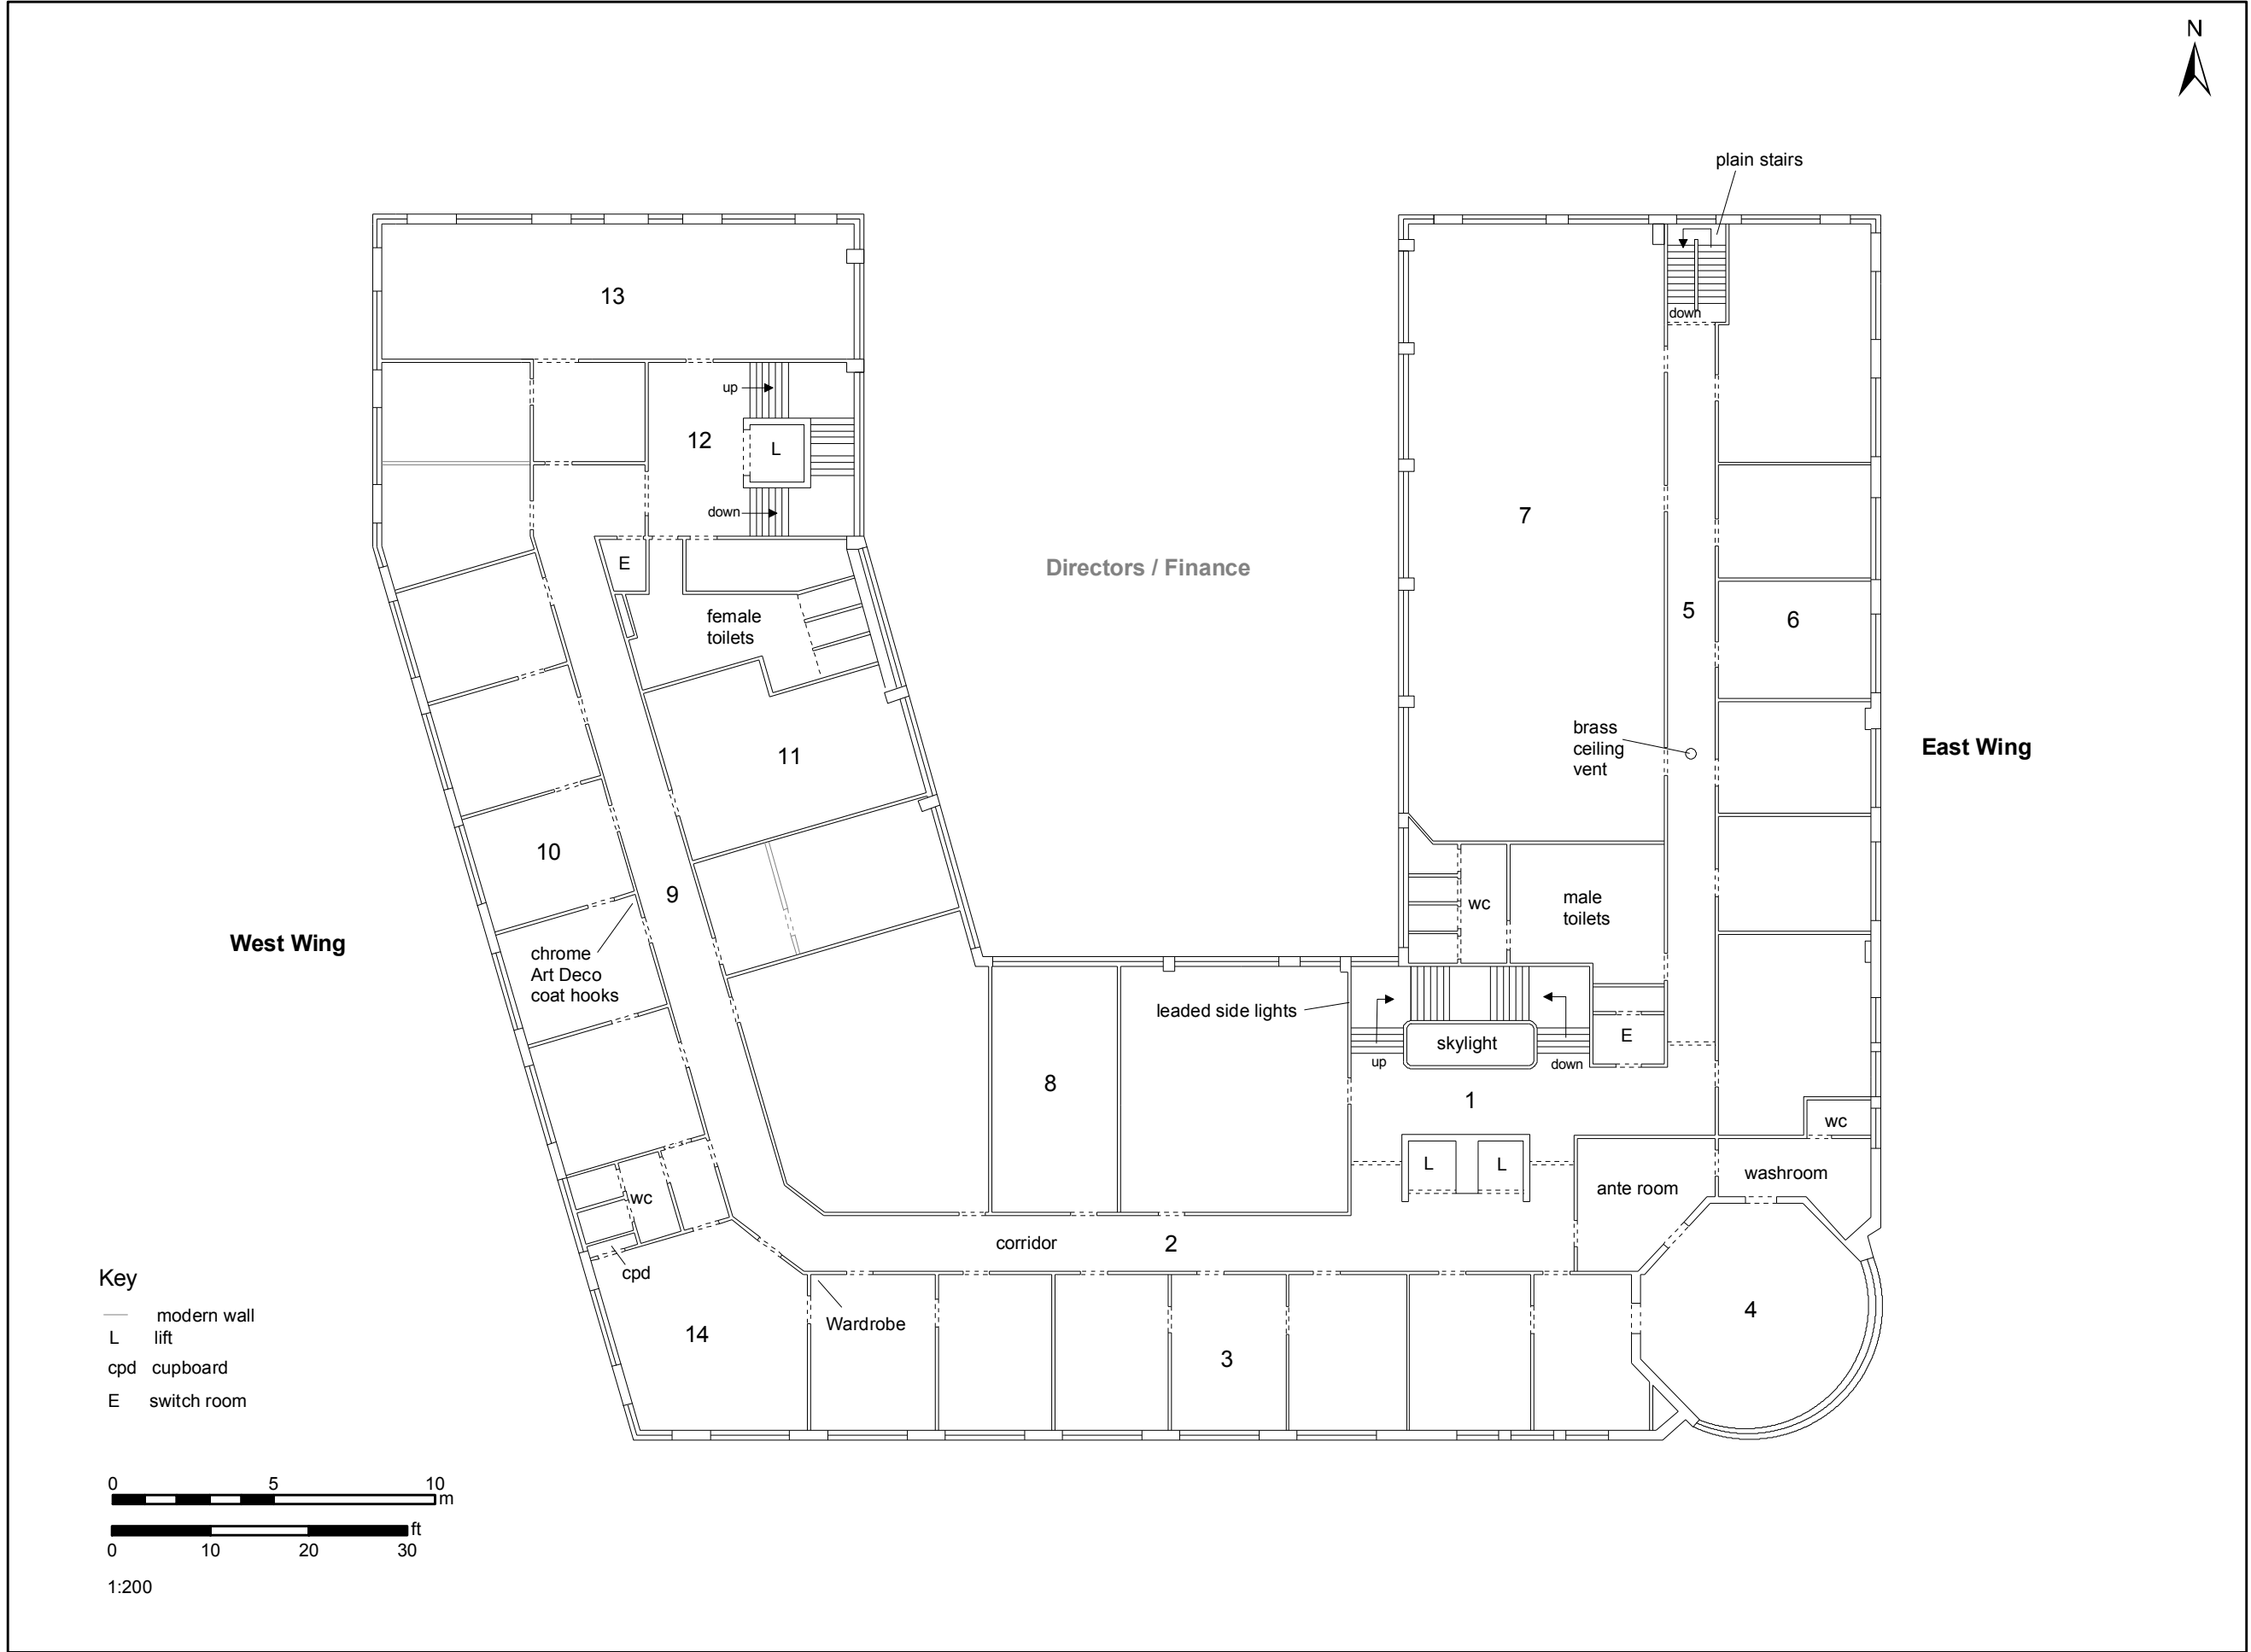 N
plain stairs
13
down
up
12
L
7
down
E
Directors / Finance
5
6
female
toilets
brass
ceiling
vent
11
East Wing
10
9
wc
male
toilets
West Wing
chrome
Art Deco
coat hooks
leaded side lights
skylight
E
up
down
8
1
wc
L
L
washroom
ante room
wc
corridor
2
cpd
4
Wardrobe
14
3
Key
modern wall
L lift
cpd cupboard
E switch room
0 5 10
m
ft
0 10 20 30
1:200